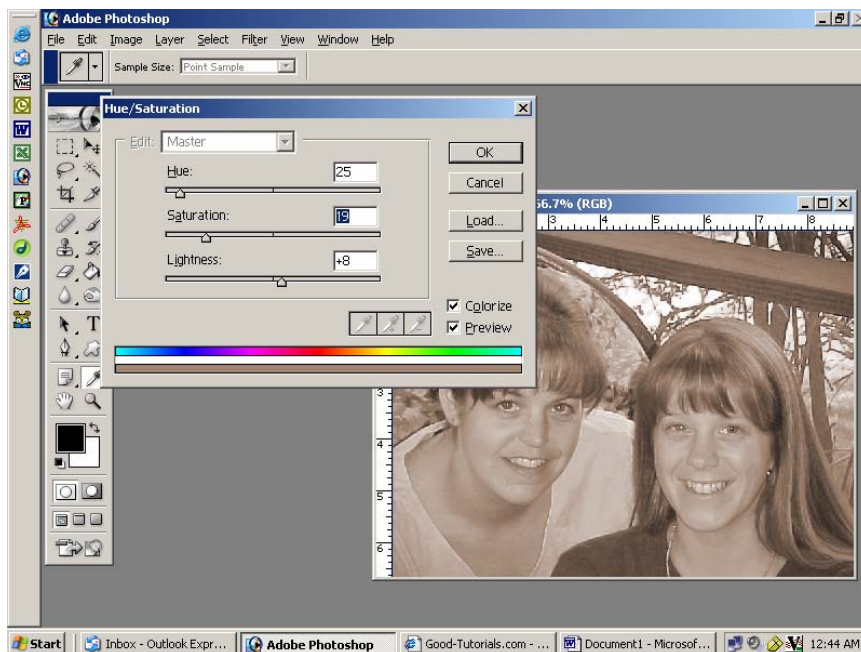 Adobe Photoshop
File Edit Image Layer Select Filter View Window Help
Sample Size: Point Sample
Hue/Saturation
Edit: Master
Hue: 25
Saturation: 19
Lightness: +8
OK
Cancel
Load...
Save...
Colorize
Preview
66.7% (RGB)
3 4 5 6 7 8
3
4
5
6
T
Start Inbox - Outlook Expr... Adobe Photoshop Good-Tutorials.com - ... Document1 - Microsof... 12:44 AM